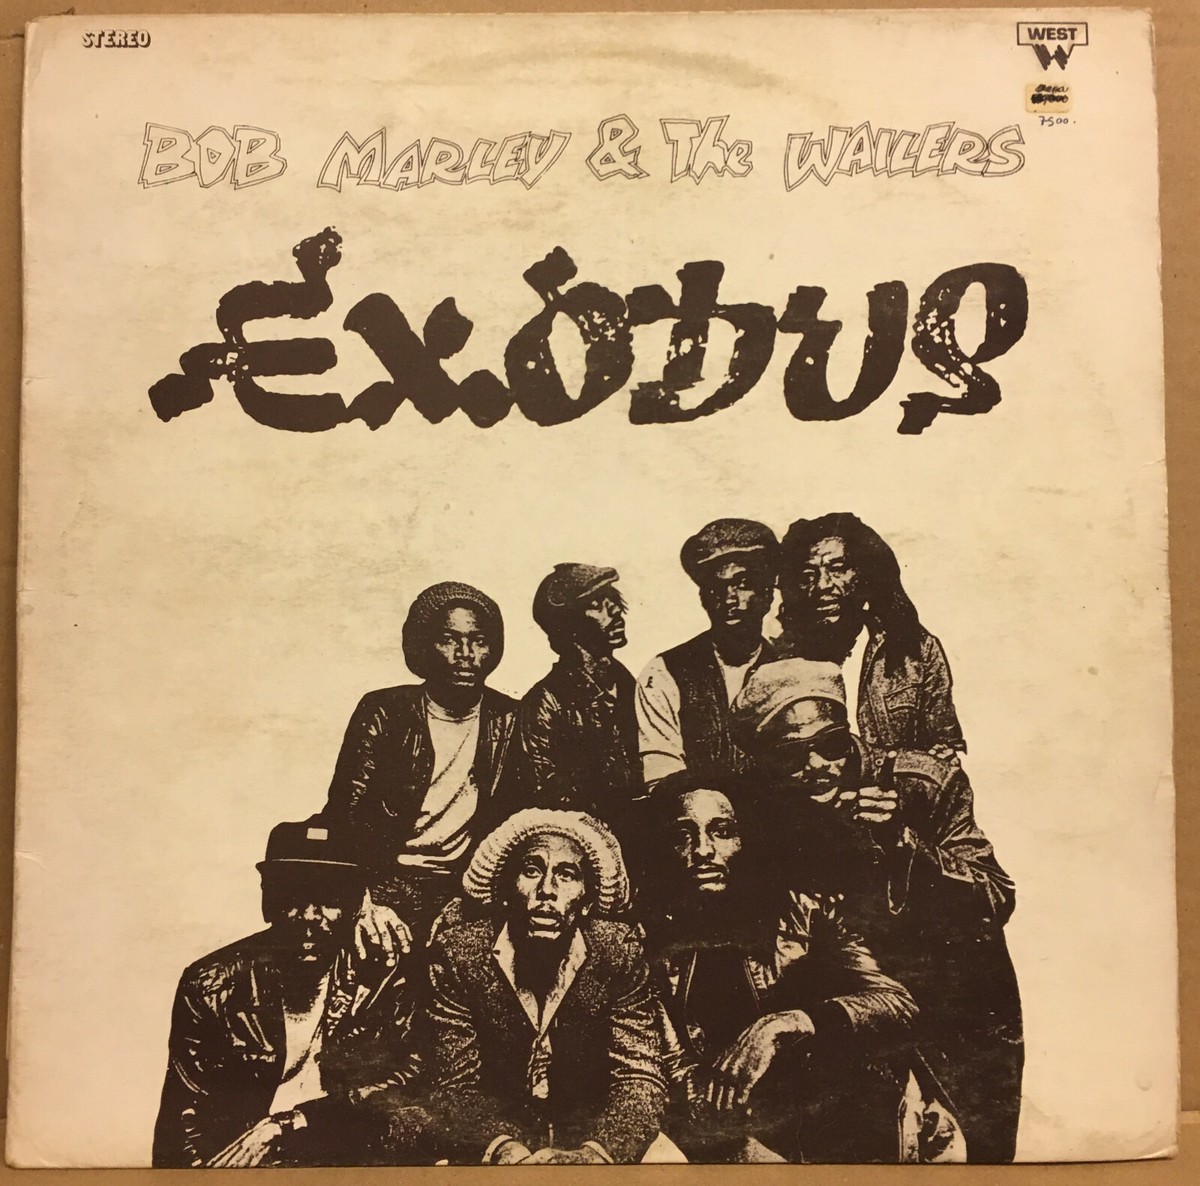 STEREO
WEST
W
7500.
BOB MARLEY & The WAILERS
EXODUS